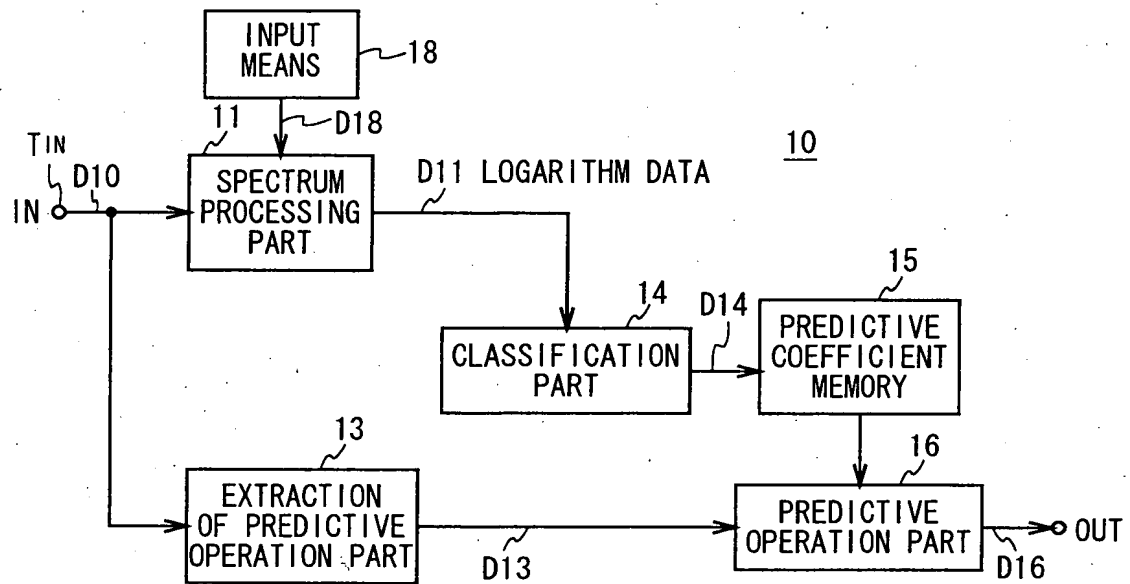 INPUT
MEANS
18
D18
11
TIN
D10
IN
SPECTRUM
PROCESSING
PART
D11 LOGARITHM DATA
10
14
CLASSIFICATION
PART
D14
15
PREDICTIVE
COEFFICIENT
MEMORY
13
EXTRACTION
OF PREDICTIVE
OPERATION PART
D13
16
PREDICTIVE
OPERATION PART
D16
OUT